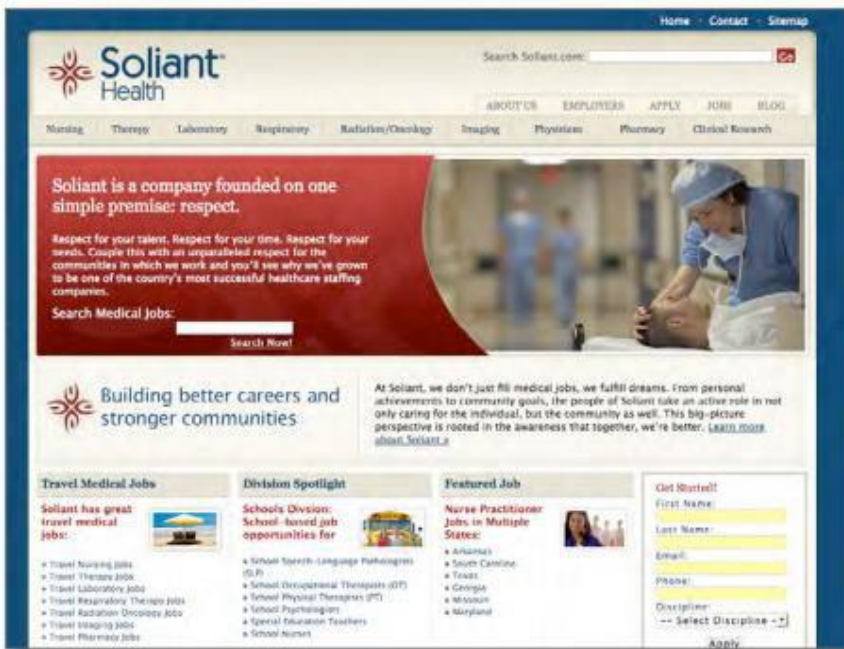 Home · Contact · Sitemap
Soliant
Health
Search Soliant.com:
Go
ABOUT US EMPLOYERS APPLY JOBS BLOG
Nursing Therapy Laboratory Respiratory Radiation/Oncology Imaging Physicians Pharmacy Clinical Research
Soliant is a company founded on one
simple premise: respect.
Respect for your talent. Respect for your time. Respect for your
needs. Couple this with an unparalleled respect for the
communities in which we work and you'll see why we've grown
to be one of the country's most successful healthcare staffing
companies.
Search Medical Jobs:
Search Now!
Building better careers and
stronger communities
At Soliant, we don't just fill medical jobs, we fulfill dreams. From personal
achievements to community goals, the people of Soliant take an active role in not
only caring for the individual, but the community as well. This big-picture
perspective is rooted in the awareness that together, we're better. Learn more
about Soliant »
Travel Medical Jobs
Soliant has great
travel medical
jobs:
» Travel Nursing Jobs
» Travel Therapy Jobs
» Travel Laboratory Jobs
» Travel Respiratory Therapy Jobs
» Travel Radiation Oncology Jobs
» Travel Imaging Jobs
» Travel Pharmacy Jobs
Division Spotlight
Schools Divsion:
School-based job
opportunities for
» School Speech-Language Pathologists
(SLP)
» School Occupational Therapists (OT)
» School Physical Therapists (PT)
» School Psychologists
» Special Education Teachers
» School Nurses
Featured Job
Nurse Practitioner
Jobs in Multiple
States:
» Arkansas
» South Carolina
» Texas
» Georgia
» Missouri
» Maryland
Get Started!
First Name:
Last Name:
Email:
Phone:
Discipline:
-- Select Discipline --
Apply